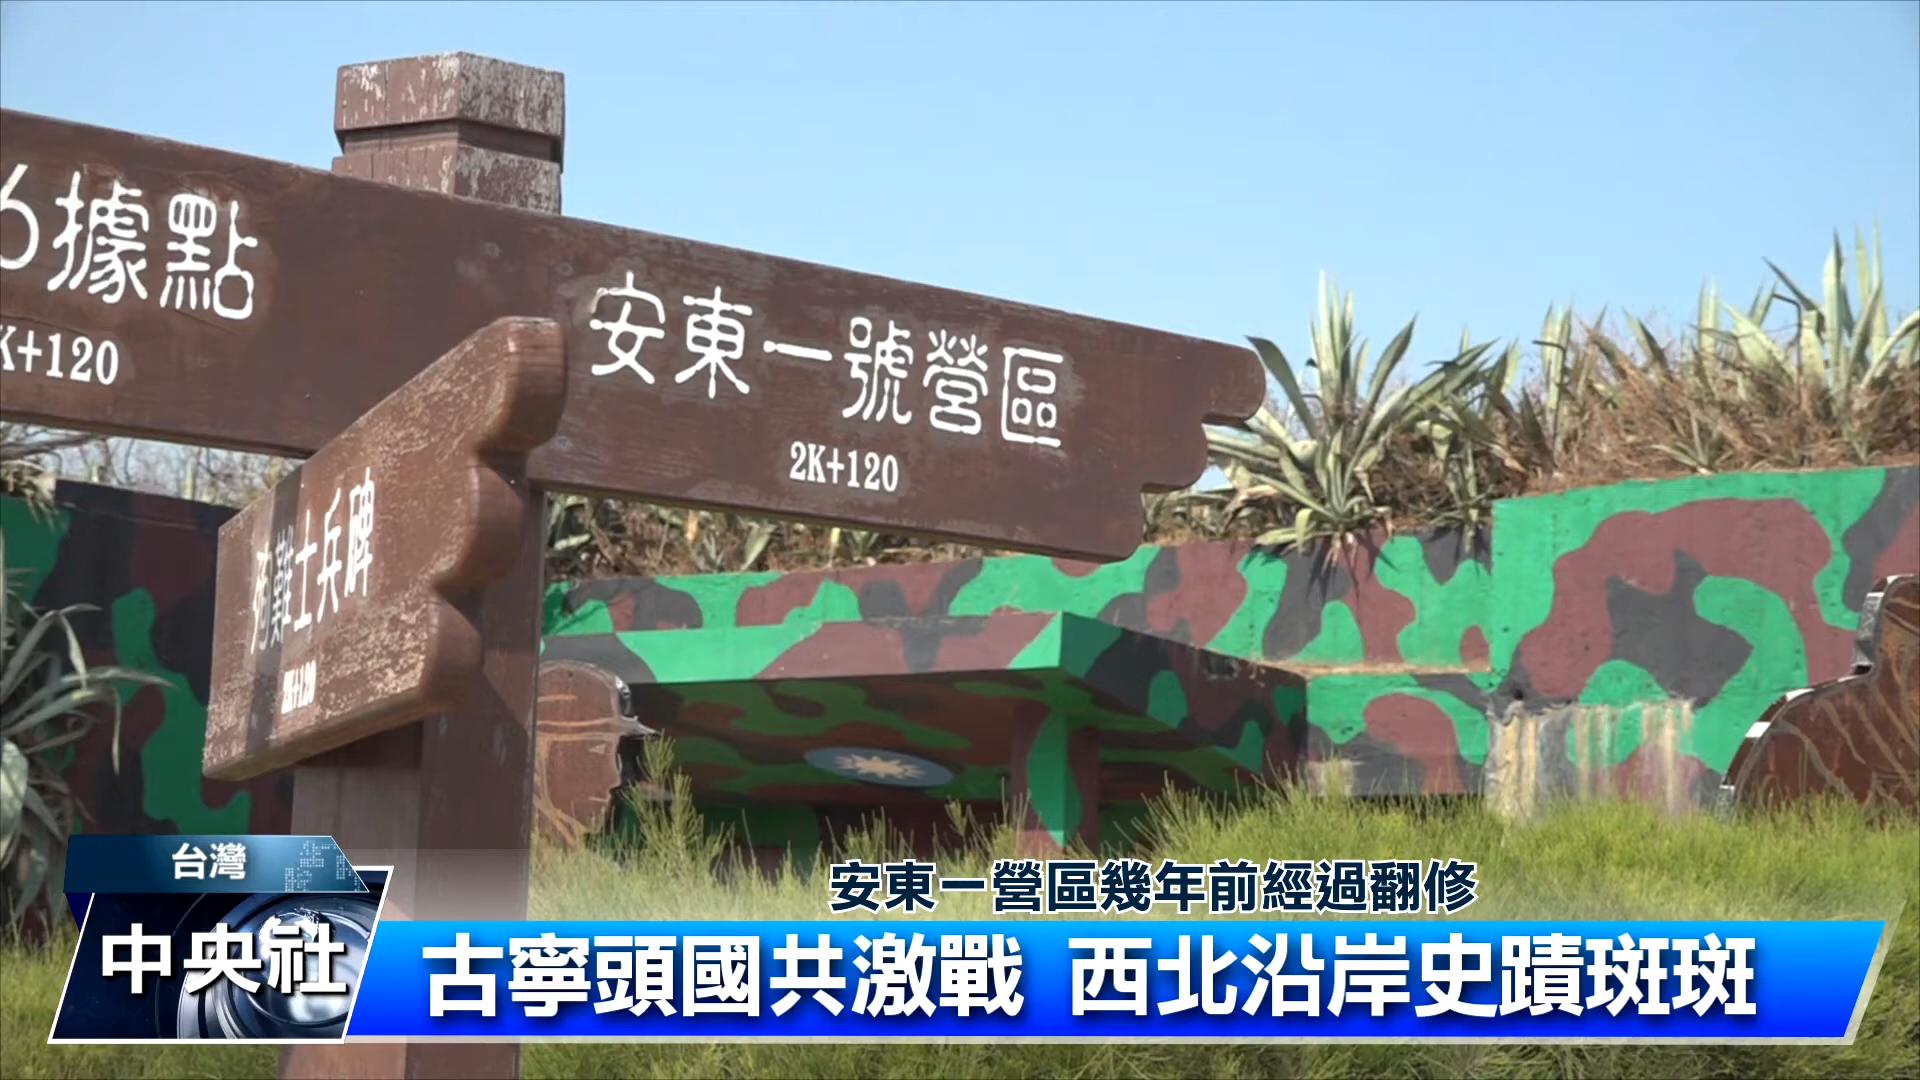 6據點
K+120
安東一號營區
2K+120
殉難士兵碑
2K+120
台灣
中央社
安東一營區幾年前經過翻修
古寧頭國共激戰 西北沿岸史蹟斑斑